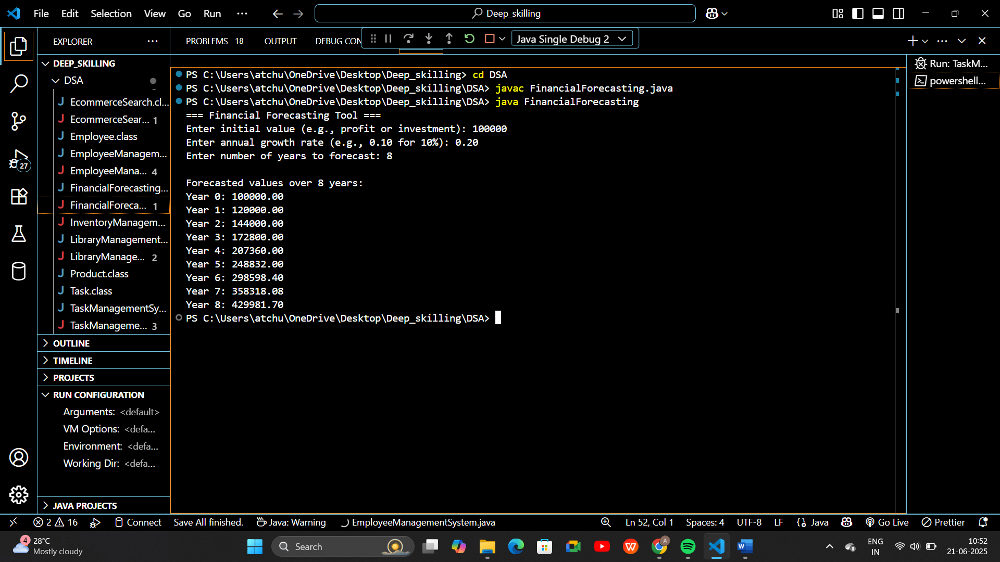 File Edit Selection View Go Run ···
Deep_skilling
EXPLORER ···
PROBLEMS 18 OUTPUT DEBUG CON
Java Single Debug 2
DEEP_SKILLING
DSA
EcommerceSearch.cl...
EcommerceSear... 1
Employee.class
EmployeeManagem...
EmployeeMana... 4
FinancialForecasting...
FinancialForeca... 1
InventoryManagem...
LibraryManagement...
LibraryManage... 2
Product.class
Task.class
TaskManagementSy...
TaskManageme... 3
OUTLINE
TIMELINE
PROJECTS
RUN CONFIGURATION
Arguments: <default>
VM Options: <defa...
Environment: <defa...
Working Dir: <defa...
JAVA PROJECTS
27
PS C:\Users\atchu\OneDrive\Desktop\Deep_skilling> cd DSA
PS C:\Users\atchu\OneDrive\Desktop\Deep_skilling\DSA> javac FinancialForecasting.java
PS C:\Users\atchu\OneDrive\Desktop\Deep_skilling\DSA> java FinancialForecasting
=== Financial Forecasting Tool ===
Enter initial value (e.g., profit or investment): 100000
Enter annual growth rate (e.g., 0.10 for 10%): 0.20
Enter number of years to forecast: 8
Forecasted values over 8 years:
Year 0: 100000.00
Year 1: 120000.00
Year 2: 144000.00
Year 3: 172800.00
Year 4: 207360.00
Year 5: 248832.00
Year 6: 298598.40
Year 7: 358318.08
Year 8: 429981.70
PS C:\Users\atchu\OneDrive\Desktop\Deep_skilling\DSA>
Run: TaskM...
powershell...
2 16 Connect Save All finished. Java: Warning EmployeeManagementSystem.java Ln 52, Col 1 Spaces: 4 UTF-8 LF Java Go Live Prettier
4
28°C
Mostly cloudy
Search
A
W
W
ENG
IN
10:52
21-06-2025